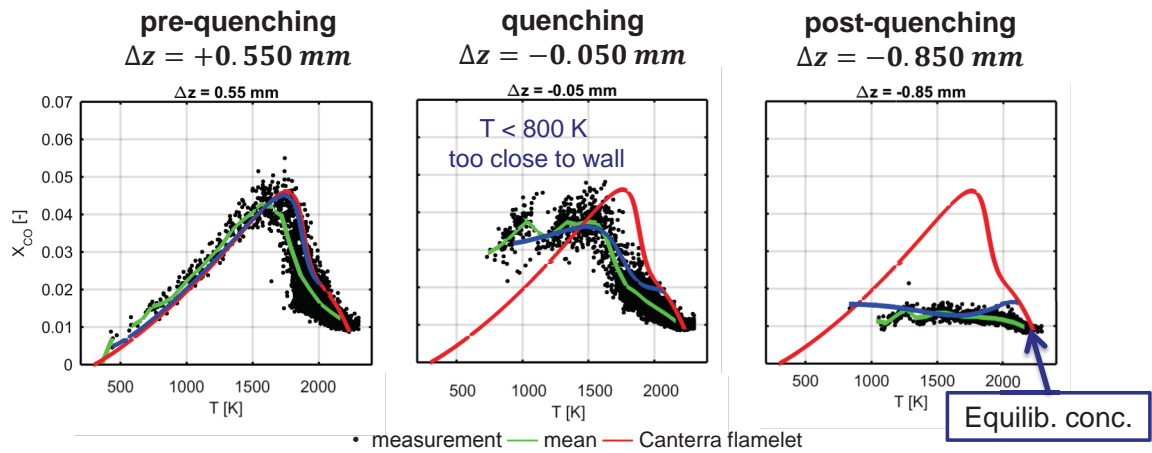 pre-quenching
Δz = +0.550 mm
quenching
Δz = −0.050 mm
post-quenching
Δz = −0.850 mm
Δz = 0.55 mm
Δz = -0.05 mm
Δz = -0.85 mm
0.07
0.06
0.05
0.04
0.03
0.02
0.01
0
X_CO [-]
T < 800 K
too close to wall
500 1000 1500 2000
500 1000 1500 2000
500 1000 1500 2000
T [K]
T [K]
T [K]
Equilib. conc.
measurement mean Canterra flamelet